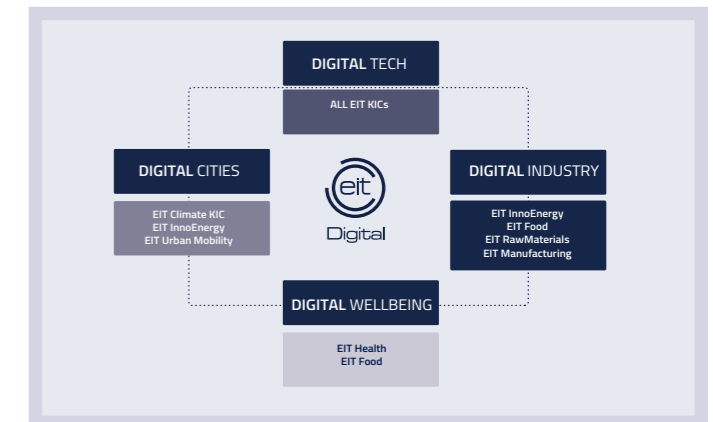 DIGITAL TECH
ALL EIT KICs
DIGITAL CITIES
EIT Climate KIC
EIT InnoEnergy
EIT Urban Mobility
eit
Digital
DIGITAL INDUSTRY
EIT InnoEnergy
EIT Food
EIT RawMaterials
EIT Manufacturing
DIGITAL WELLBEING
EIT Health
EIT Food